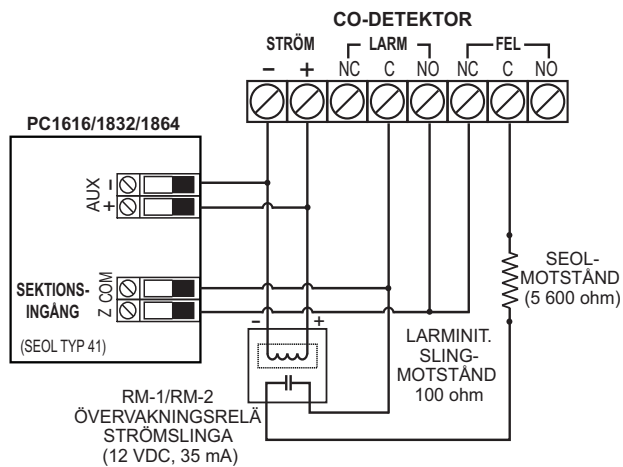 CO-DETEKTOR
STRÖM LARM FEL
– + NC C NO NC C NO
PC1616/1832/1864
AUX
–
+
SEKTIONS-
INGÅNG
Z COM
(SEOL TYP 41)
– +
SEOL-
MOTSTÅND
(5 600 ohm)
LARMINIT.
SLING-
MOTSTÅND
100 ohm
RM-1/RM-2
ÖVERVAKNINGSRELÄ
STRÖMSLINGA
(12 VDC, 35 mA)